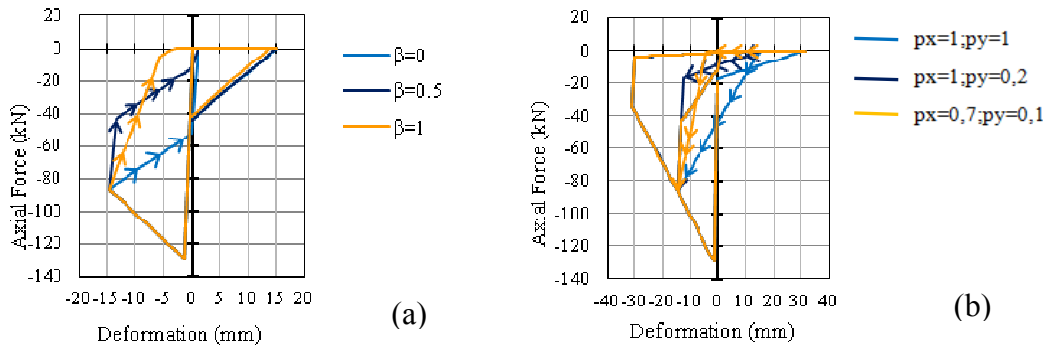 20
0
-20
-40
-60
-80
-100
-120
-140
-20 -15 -10 -5 0 5 10 15 20
Axial Force (kN)
Deformation (mm)
β=0
β=0.5
β=1
(a)
20
0
-20
-40
-60
-80
-100
-120
-140
-40 -30 -20 -10 0 10 20 30 40
Axial Force (kN)
Deformation (mm)
px=1;py=1
px=1;py=0,2
px=0,7;py=0,1
(b)